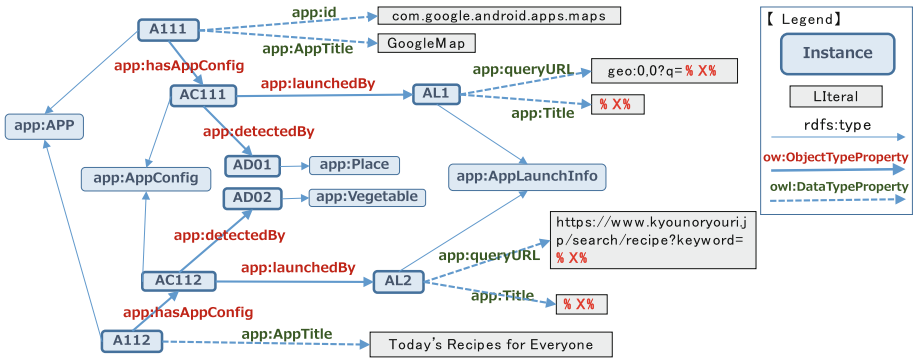 app:id
com.google.android.apps.maps
A111
app:AppTitle
GoogleMap
app:hasAppConfig
app:queryURL
geo:0,0?q=% X%
AC111
app:launchedBy
AL1
app:Title
% X%
app:APP
app:detectedBy
AD01
app:Place
app:AppConfig
app:AppLaunchInfo
AD02
app:Vegetable
app:detectedBy
https://www.kyounoryouri.j
p/search/recipe?keyword=
% X%
app:queryURL
app:launchedBy
AC112
AL2
app:Title
% X%
app:hasAppConfig
A112
app:AppTitle
Today's Recipes for Everyone
【 Legend】
Instance
LIteral
rdfs:type
ow:ObjectTypeProperty
owl:DataTypeProperty